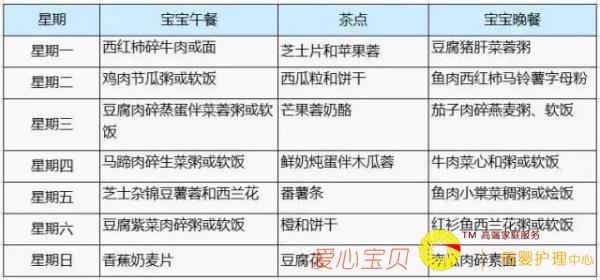 星期 宝宝午餐 茶点 宝宝晚餐
星期一 西红柿碎牛肉或面 芝士片和苹果蓉 豆腐猪肝菜蓉粥
星期二 鸡肉节瓜粥或软饭 西瓜粒和饼干 鱼肉西红柿马铃薯字母粉
星期三 豆腐肉碎蒸蛋伴菜蓉粥或软饭 芒果蓉奶酪 茄子肉碎燕麦粥、软饭
星期四 马蹄肉碎生菜粥或软饭 鲜奶炖蛋伴木瓜蓉 牛肉菜心和粥或软饭
星期五 芝士杂锦豆薯蓉和西兰花 番薯条 鱼肉小棠菜稠粥或烩饭
星期六 豆腐紫菜肉碎粥或软饭 橙和饼干 红衫鱼西兰花粥或软饭
星期日 香蕉奶麦片 豆腐花 南瓜肉碎素面
TM 高端家庭服务
爱心宝贝
母婴护理中心